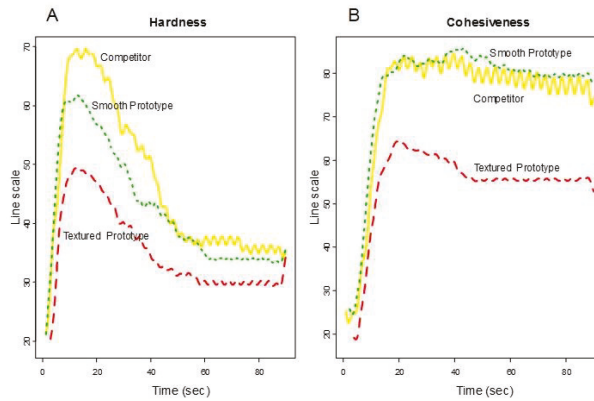 A
Hardness
Line scale
70
60
50
40
30
20
Competitor
Smooth Prototype
Textured Prototype
0
20
40
60
80
Time (sec)
B
Cohesiveness
Line scale
80
70
60
50
40
30
20
Smooth Prototype
Competitor
Textured Prototype
0
20
40
60
80
Time (sec)